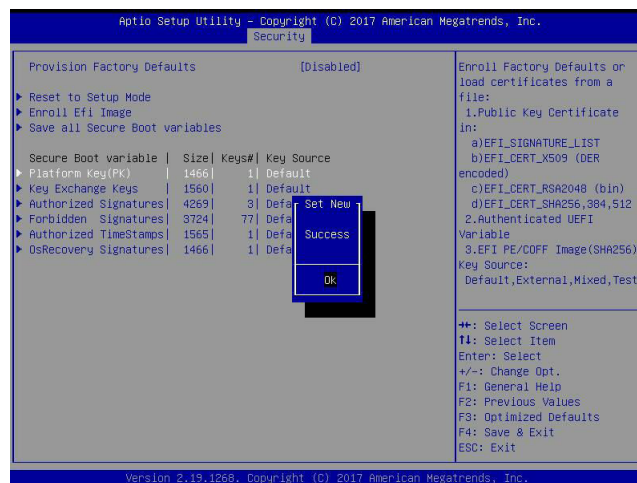 Aptio Setup Utility – Copyright (C) 2017 American Megatrends, Inc.
Security
Provision Factory Defaults [Disabled]
Reset to Setup Mode
Enroll Efi Image
Save all Secure Boot variables
Secure Boot variable | Size| Keys#| Key Source
Platform Key(PK) | 1466| 1| Default
Key Exchange Keys | 1560| 1| Default
Authorized Signatures| 4269| 3| Defa
Forbidden Signatures| 3724| 77| Defa
Authorized TimeStamps| 1565| 1| Defa
OsRecovery Signatures| 1466| 1| Defa
Set New
Success
Ok
Enroll Factory Defaults or
load certificates from a
file:
1.Public Key Certificate
in:
a)EFI_SIGNATURE_LIST
b)EFI_CERT_X509 (DER
encoded)
c)EFI_CERT_RSA2048 (bin)
d)EFI_CERT_SHA256,384,512
2.Authenticated UEFI
Variable
3.EFI PE/COFF Image(SHA256)
Key Source:
Default,External,Mixed,Test
→←: Select Screen
↑↓: Select Item
Enter: Select
+/-: Change Opt.
F1: General Help
F2: Previous Values
F3: Optimized Defaults
F4: Save & Exit
ESC: Exit
Version 2.19.1268. Copyright (C) 2017 American Megatrends, Inc.